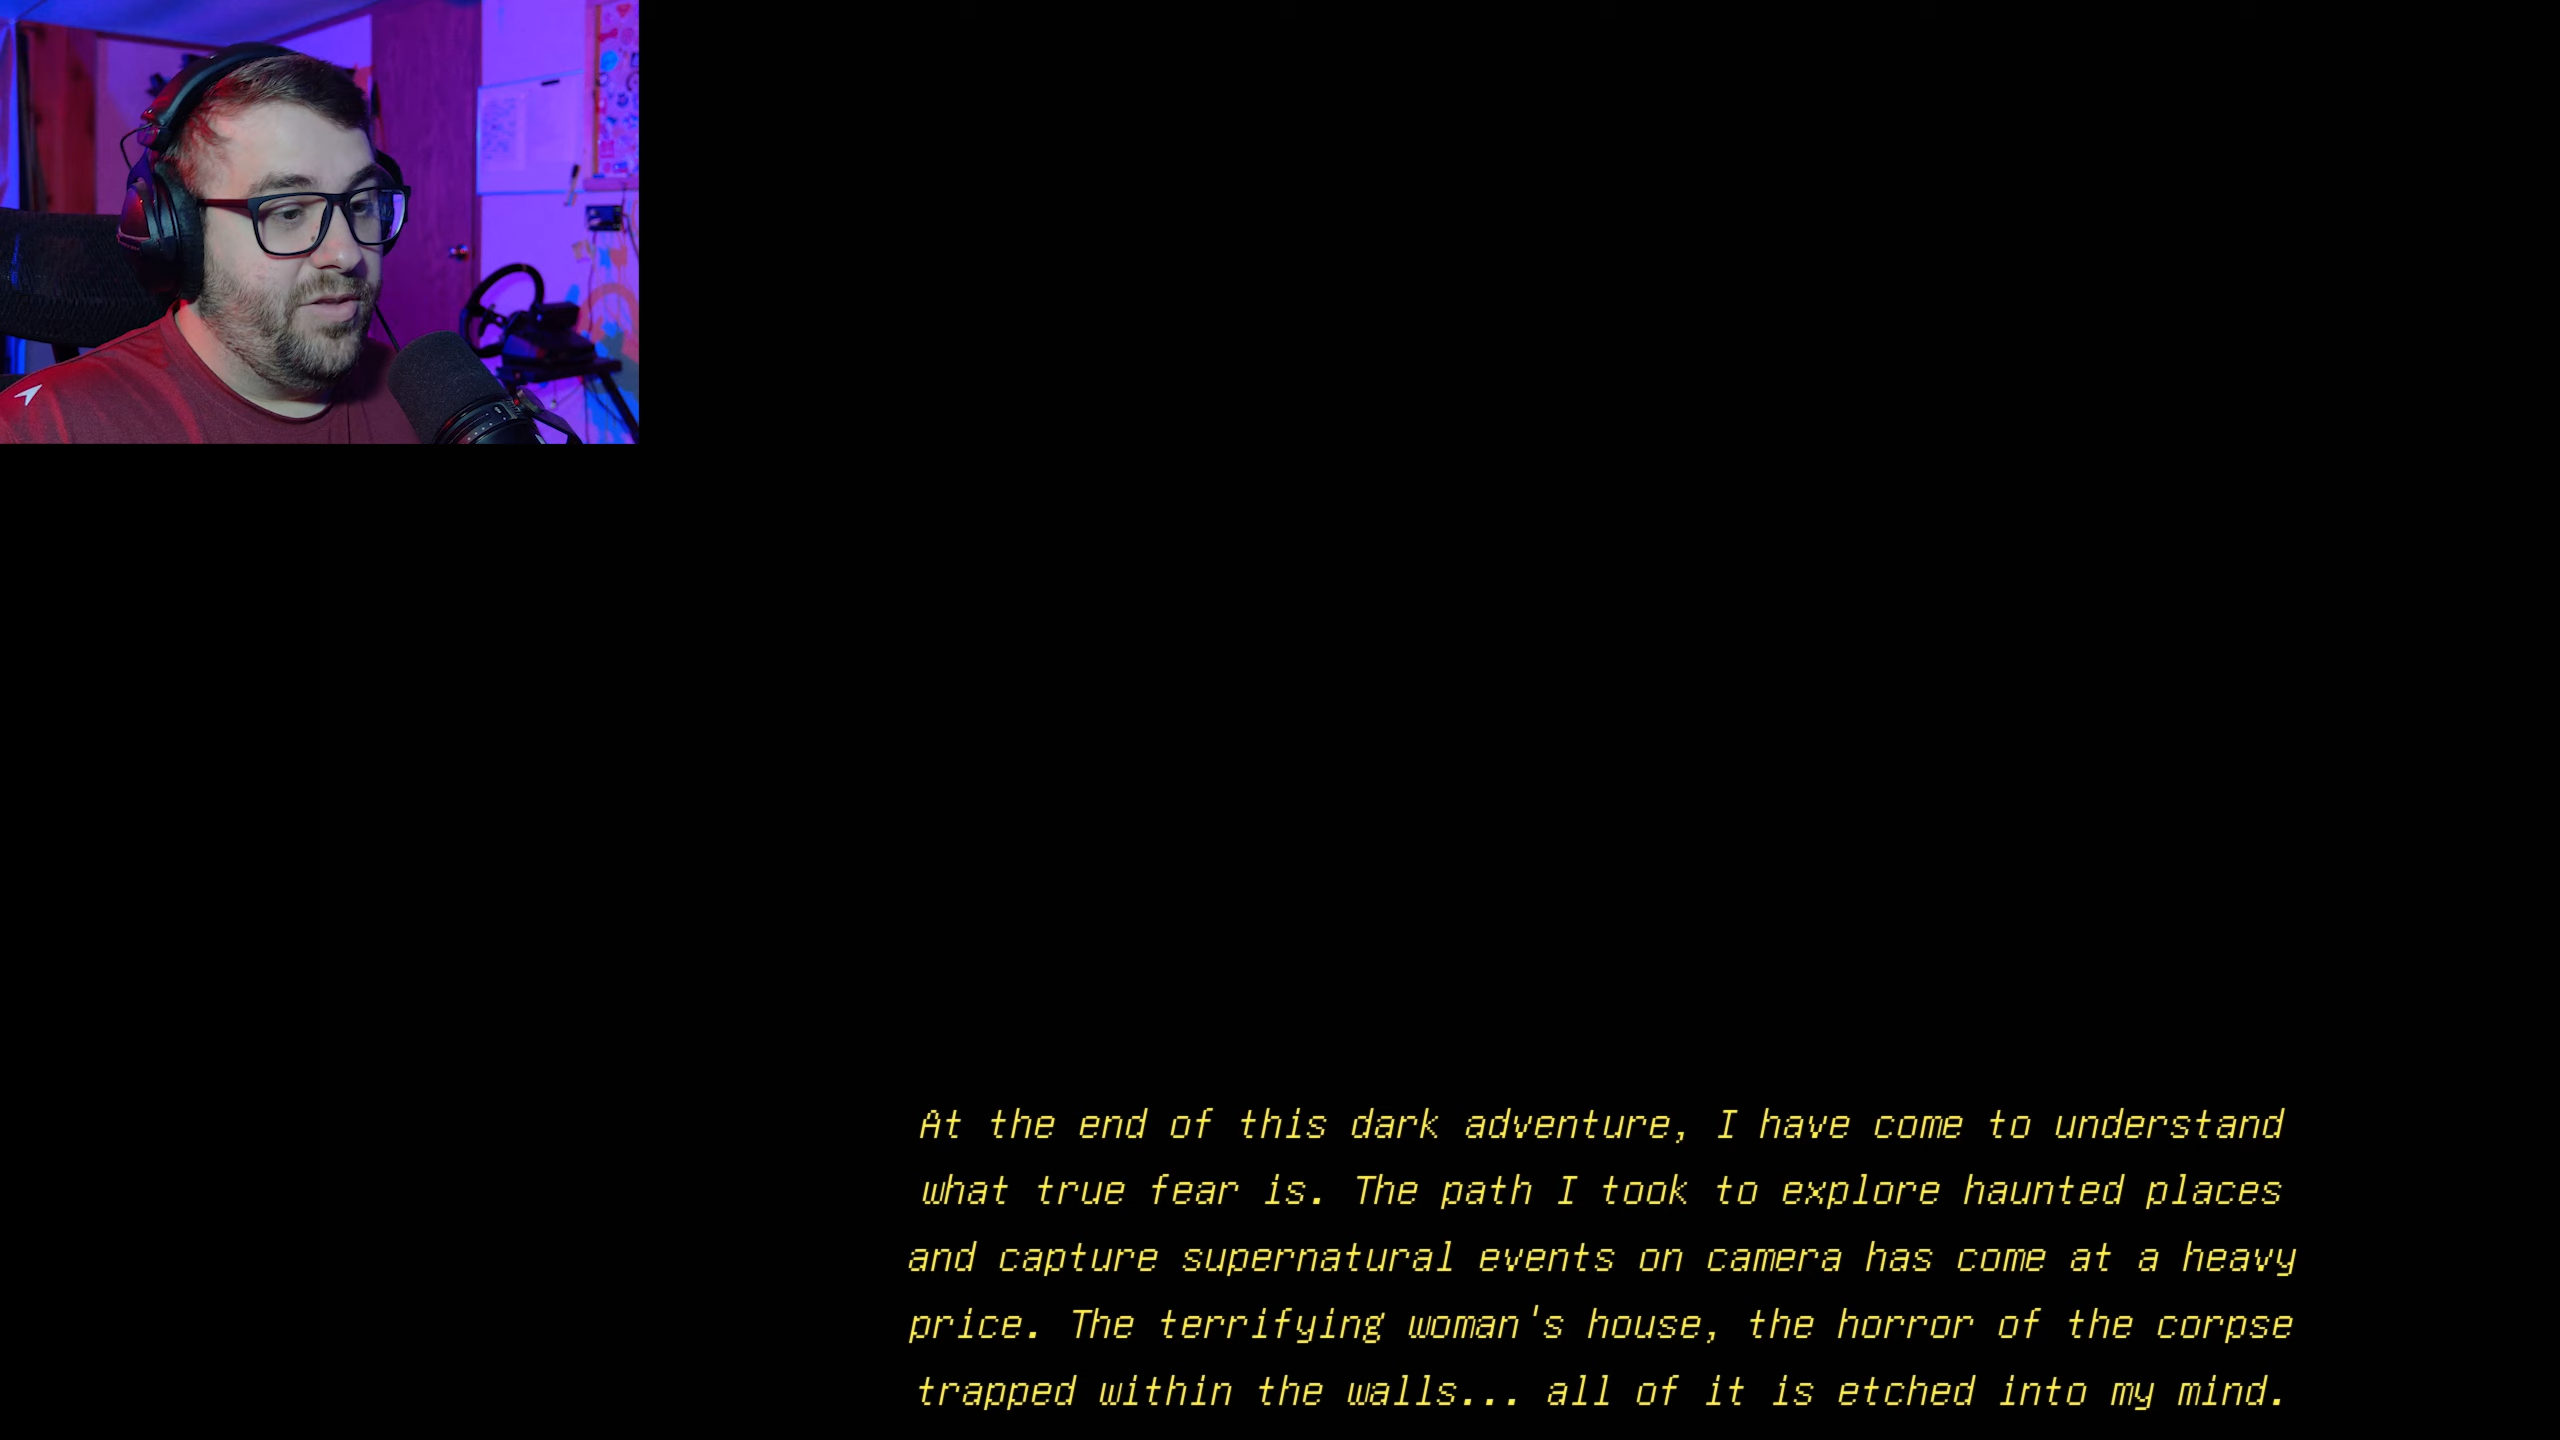 At the end of this dark adventure, I have come to understand
what true fear is. The path I took to explore haunted places
and capture supernatural events on camera has come at a heavy
price. The terrifying woman's house, the horror of the corpse
trapped within the walls... all of it is etched into my mind.